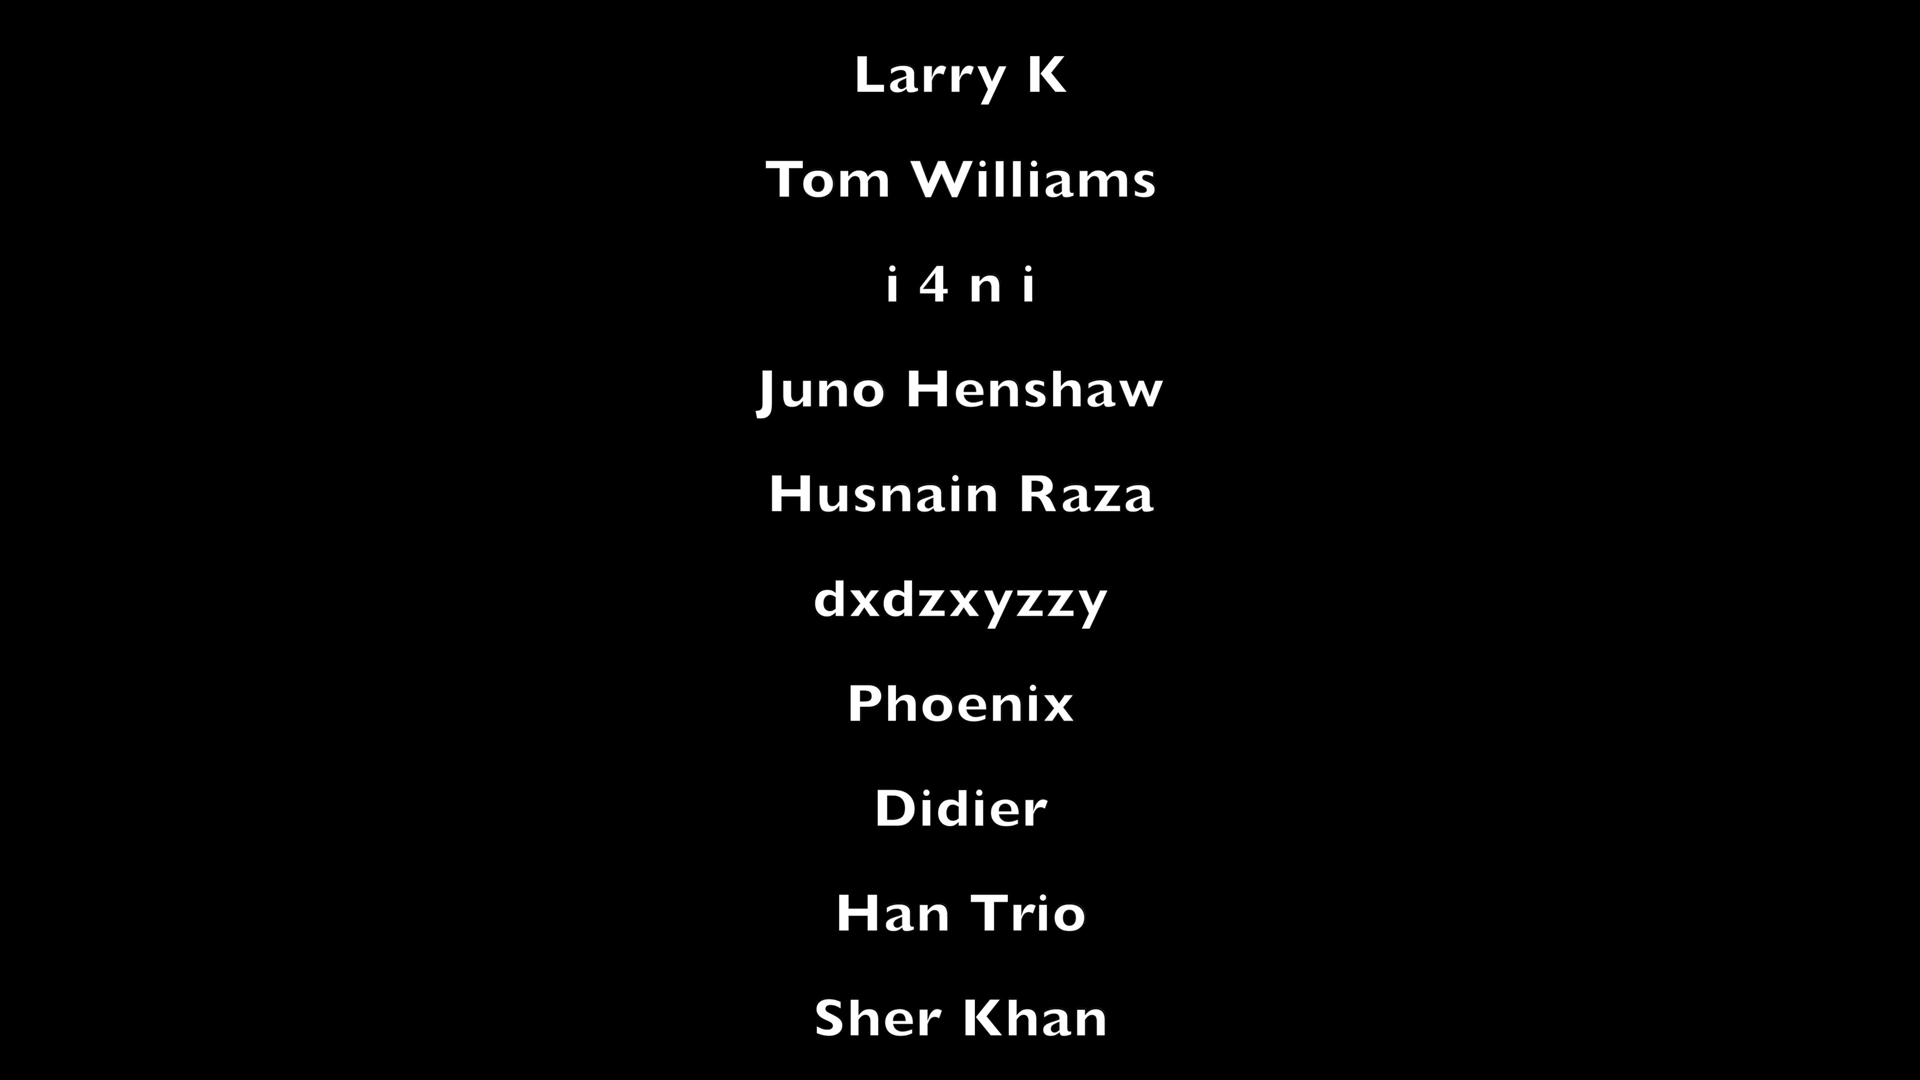 Larry K
Tom Williams
i 4 n i
Juno Henshaw
Husnain Raza
dxdzxyzzy
Phoenix
Didier
Han Trio
Sher Khan